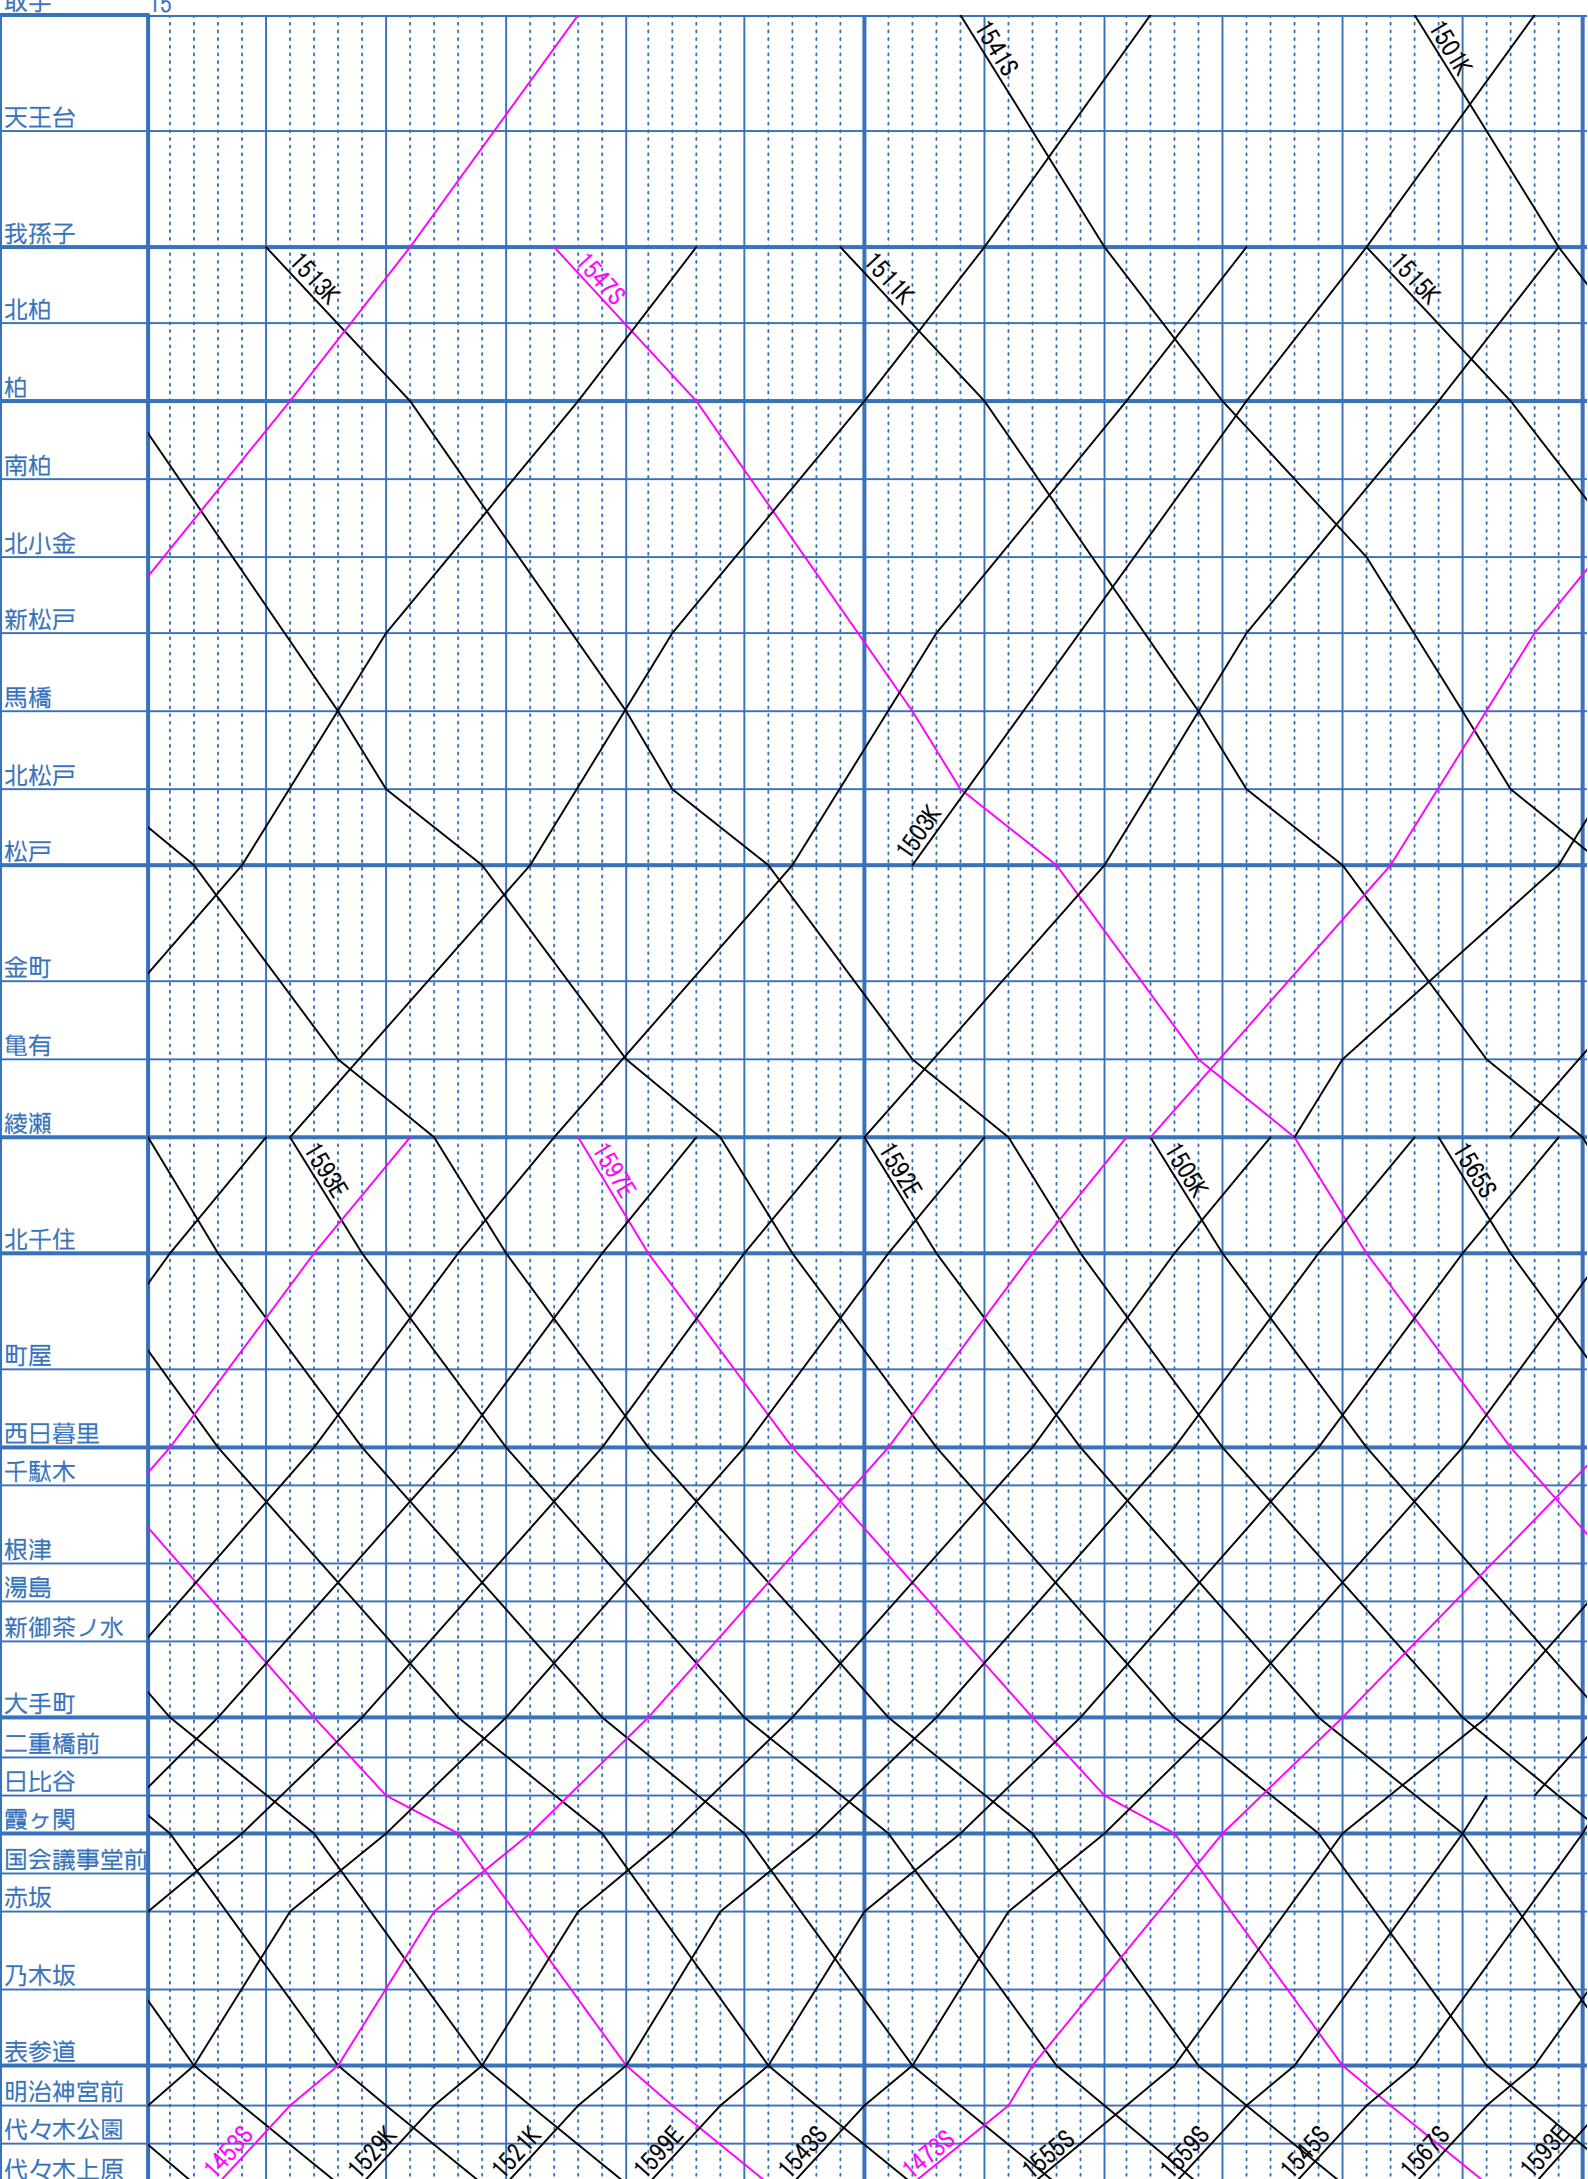 取手 15
1541S
1501K
天王台
我孫子
1513K
1547S
1511K
1515K
北柏
柏
南柏
北小金
新松戸
馬橋
北松戸
1503K
松戸
金町
亀有
綾瀬
1593E
1597E
1592E
1505K
1565S
北千住
町屋
西日暮里
千駄木
根津
湯島
新御茶ノ水
大手町
二重橋前
日比谷
霞ヶ関
国会議事堂前
赤坂
乃木坂
表参道
明治神宮前
代々木公園
1453S
1529K
1521K
1599E
1543S
1473S
1555S
1559S
1545S
1567S
1593E
代々木上原